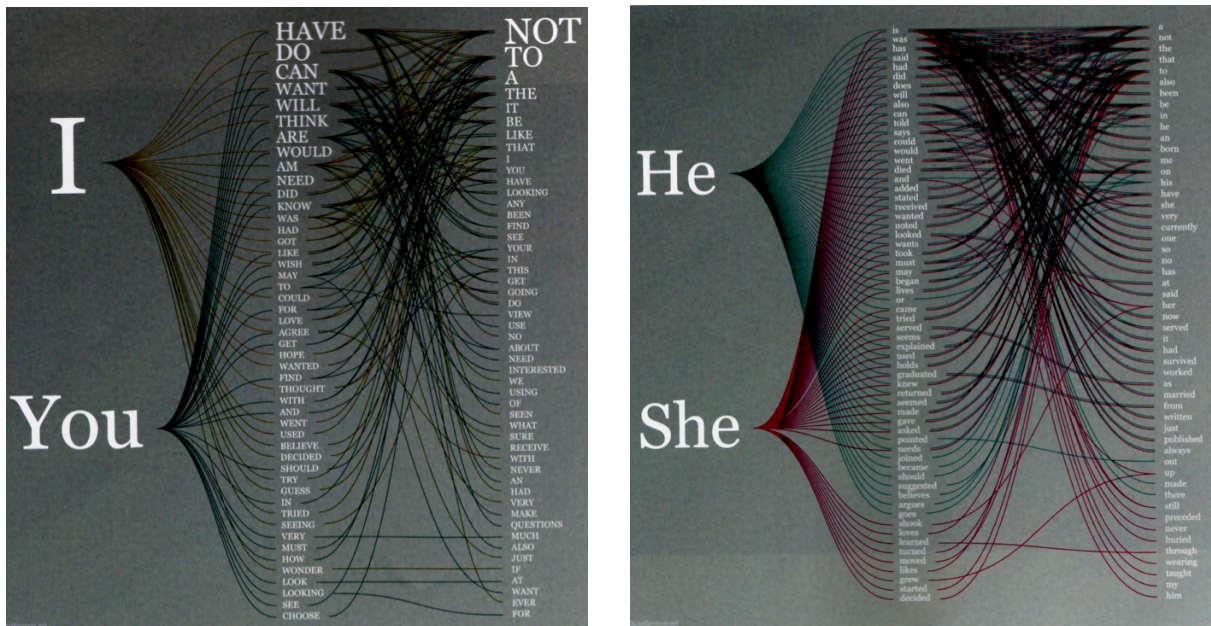 I
You
HAVE
DO
CAN
WANT
WILL
THINK
ARE
WOULD
AM
NEED
DID
KNOW
WAS
HAD
GOT
LIKE
WISH
MAY
TO
COULD
FOR
LOVE
AGREE
GET
HOPE
WANTED
FIND
THOUGHT
WITH
AND
WENT
USED
BELIEVE
DECIDED
SHOULD
TRY
GUESS
IN
TRIED
SEEING
VERY
MUST
HOW
WONDER
LOOK
LOOKING
SEE
CHOOSE
NOT
TO
A
THE
IT
BE
LIKE
THAT
I
YOU
HAVE
LOOKING
ANY
BEEN
FIND
SEE
YOUR
IN
THIS
GET
GOING
DO
VIEW
USE
NO
ABOUT
NEED
INTERESTED
WE
USING
OF
SEEN
WHAT
SURE
RECEIVE
WITH
NEVER
AN
HAD
VERY
MAKE
QUESTIONS
MUCH
ALSO
JUST
IF
AT
WANT
EVER
FOR
He
She
is
was
has
said
had
did
does
will
also
can
told
says
could
would
went
died
and
added
stated
received
wanted
noted
looked
wants
took
must
may
began
lives
or
came
tried
served
seems
explained
used
holds
graduated
knew
returned
seemed
made
gave
asked
pointed
needs
joined
became
should
suggested
believes
argues
goes
shook
loves
learned
turned
moved
likes
grew
started
decided
a
not
the
that
to
also
been
be
in
he
an
born
me
on
his
have
she
very
currently
one
so
no
has
at
said
her
now
served
it
had
survived
worked
as
married
from
written
just
published
always
out
up
made
there
still
preceded
never
buried
through
wearing
taught
my
him